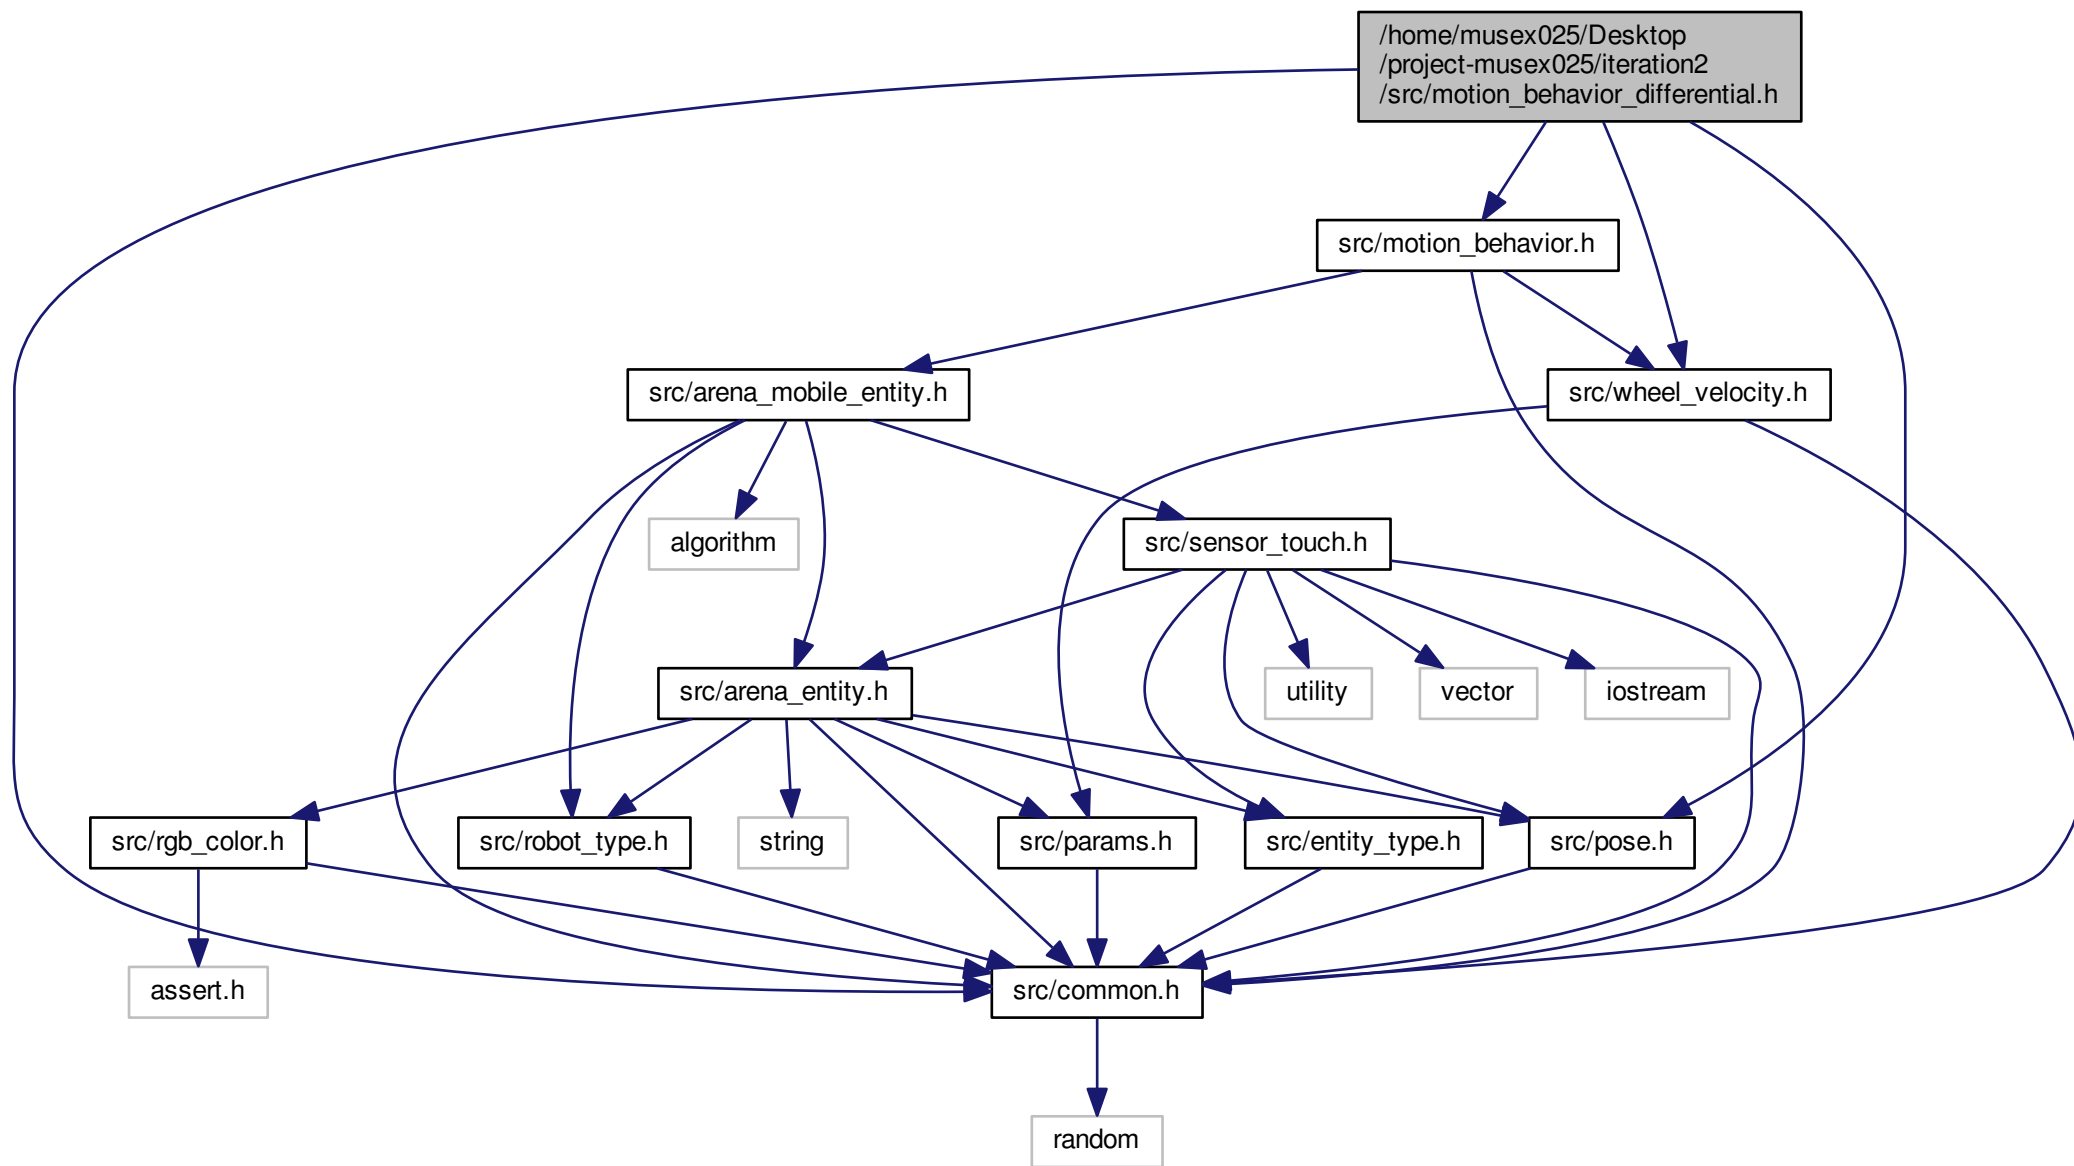 /home/musex025/Desktop
/project-musex025/iteration2
/src/motion_behavior_differential.h
src/motion_behavior.h
src/arena_mobile_entity.h
src/wheel_velocity.h
algorithm
src/sensor_touch.h
src/arena_entity.h
utility
vector
iostream
src/rgb_color.h
src/robot_type.h
string
src/params.h
src/entity_type.h
src/pose.h
assert.h
src/common.h
random